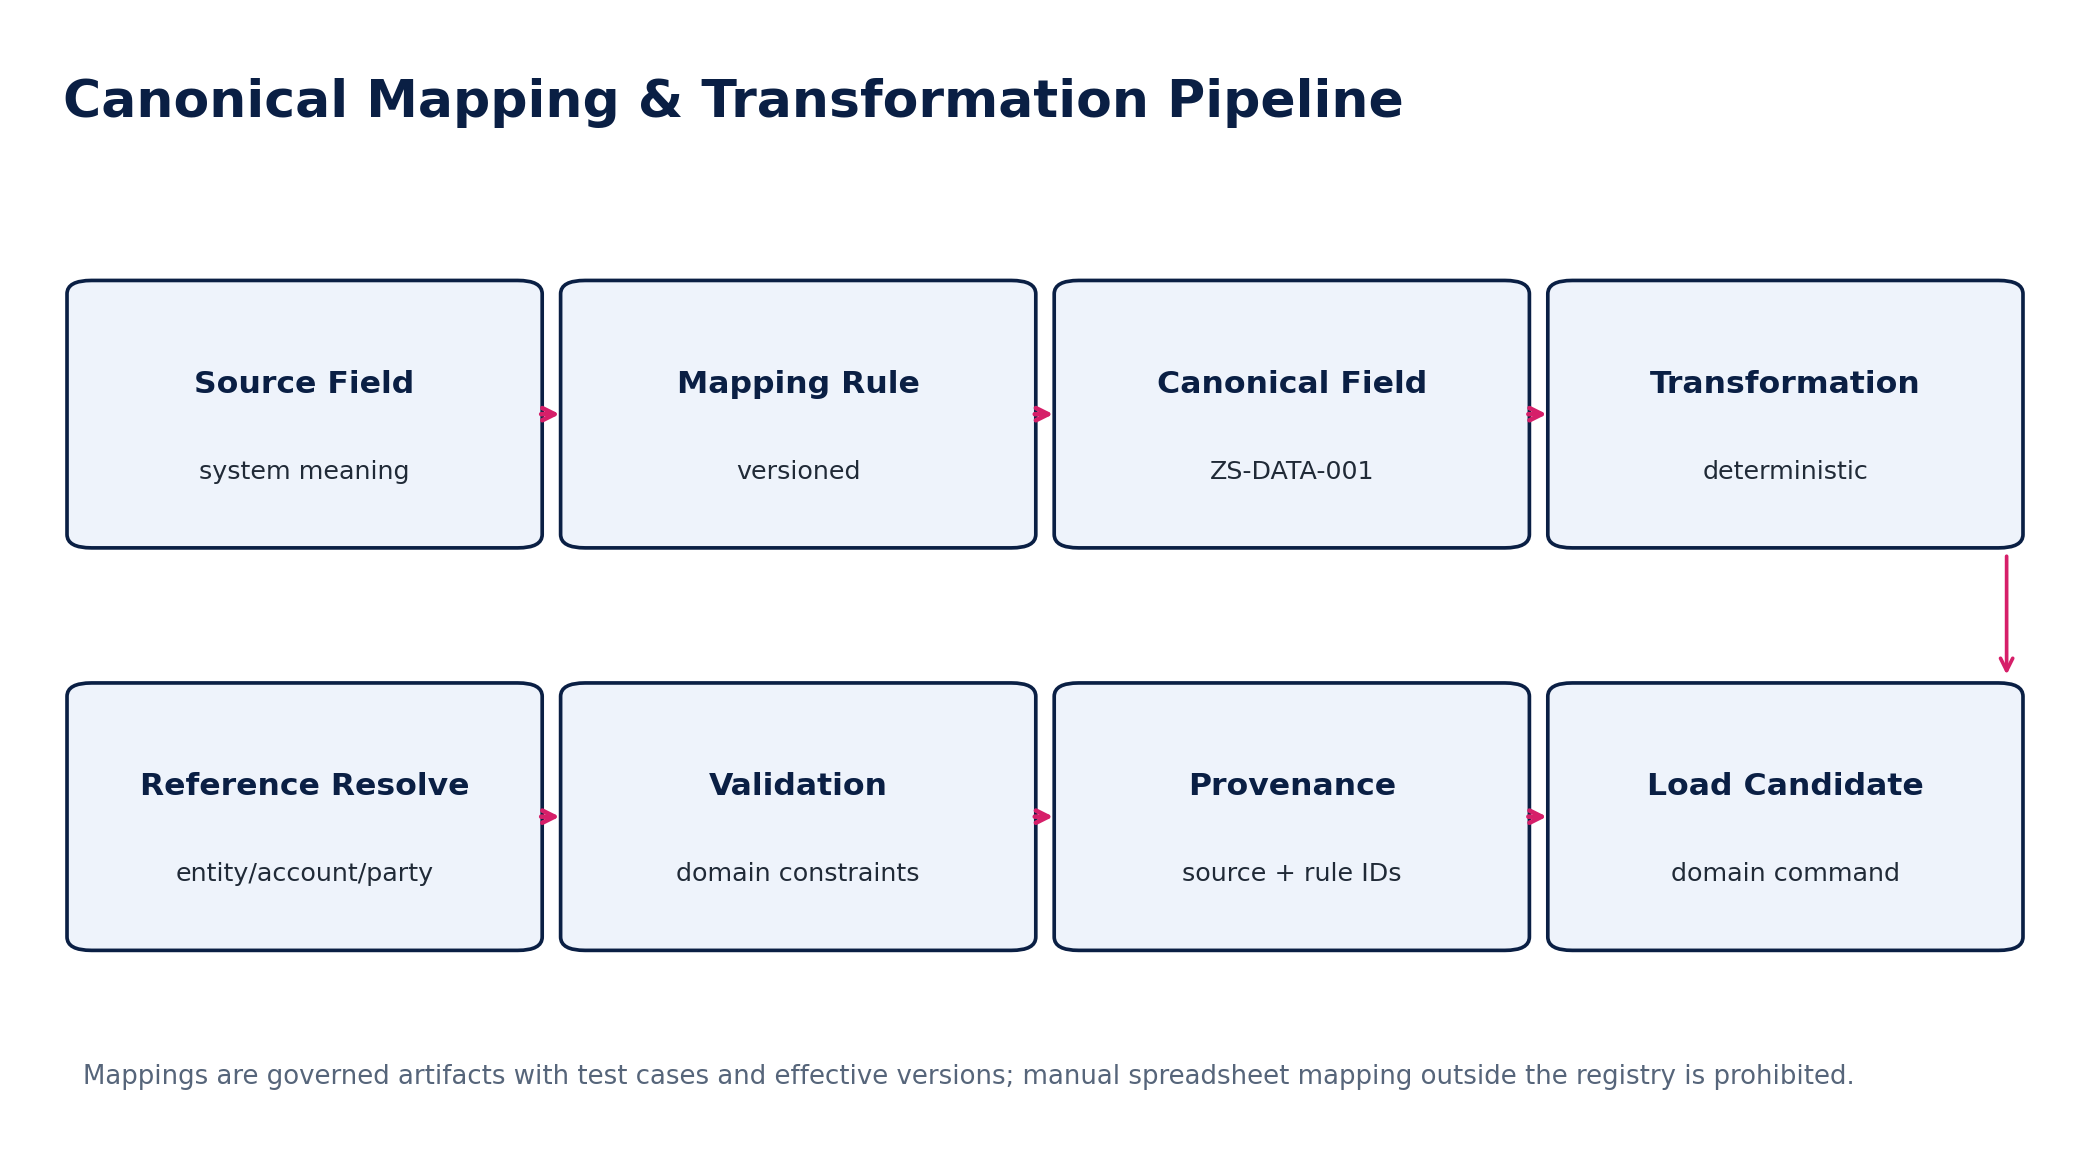 Canonical Mapping & Transformation Pipeline
Source Field
system meaning
Mapping Rule
versioned
Canonical Field
ZS-DATA-001
Transformation
deterministic
Reference Resolve
entity/account/party
Validation
domain constraints
Provenance
source + rule IDs
Load Candidate
domain command
Mappings are governed artifacts with test cases and effective versions; manual spreadsheet mapping outside the registry is prohibited.